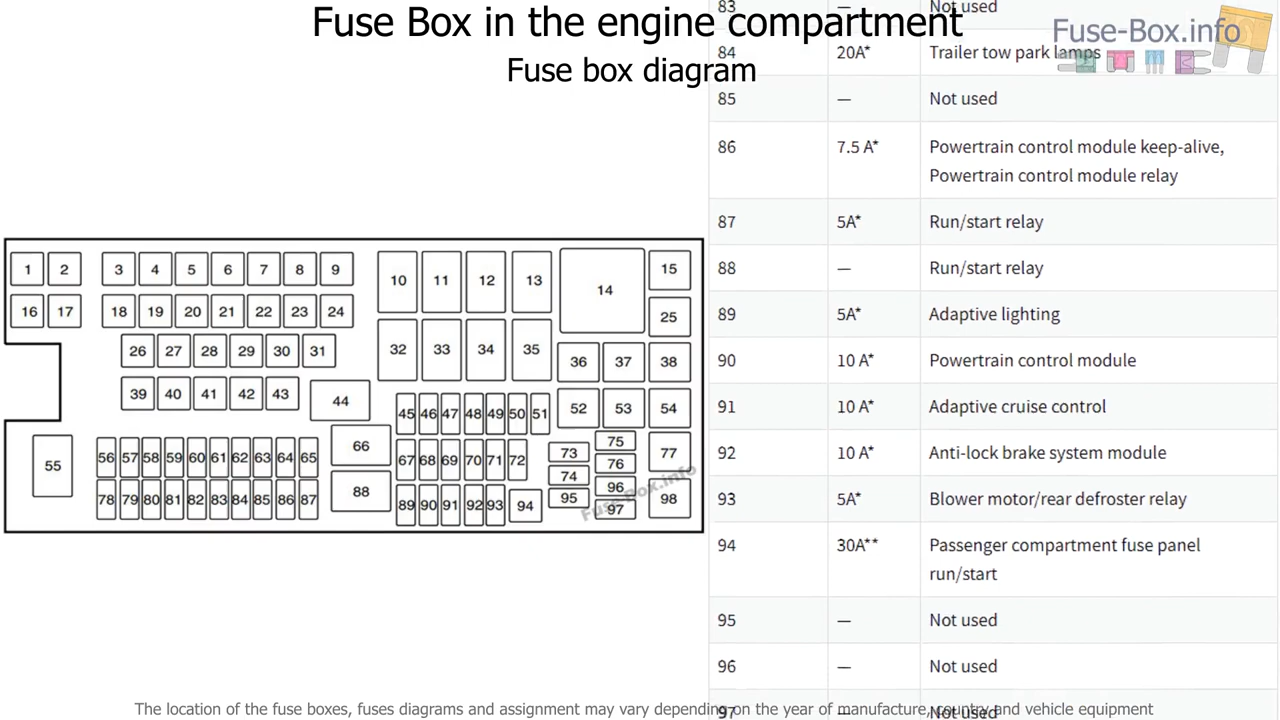 Fuse Box in the engine compartment
Fuse box diagram
Fuse-Box.info
83 — Not used
84 20A* Trailer tow park lamps
85 — Not used
86 7.5 A* Powertrain control module keep-alive,
Powertrain control module relay
87 5A* Run/start relay
88 — Run/start relay
89 5A* Adaptive lighting
90 10 A* Powertrain control module
91 10 A* Adaptive cruise control
92 10 A* Anti-lock brake system module
93 5A* Blower motor/rear defroster relay
94 30A** Passenger compartment fuse panel
run/start
95 — Not used
96 — Not used
97 — Not used
1 2 3 4 5 6 7 8 9 10 11 12 13 14 15
16 17 18 19 20 21 22 23 24 25
26 27 28 29 30 31 32 33 34 35 36 37 38
39 40 41 42 43 44 45 46 47 48 49 50 51 52 53 54
55 56 57 58 59 60 61 62 63 64 65 66 67 68 69 70 71 72 73 74 75 76 77
78 79 80 81 82 83 84 85 86 87 88 89 90 91 92 93 94 95 96 97 98
Fuse-Box.info
The location of the fuse boxes, fuses diagrams and assignment may vary depending on the year of manufacture, country and vehicle equipment